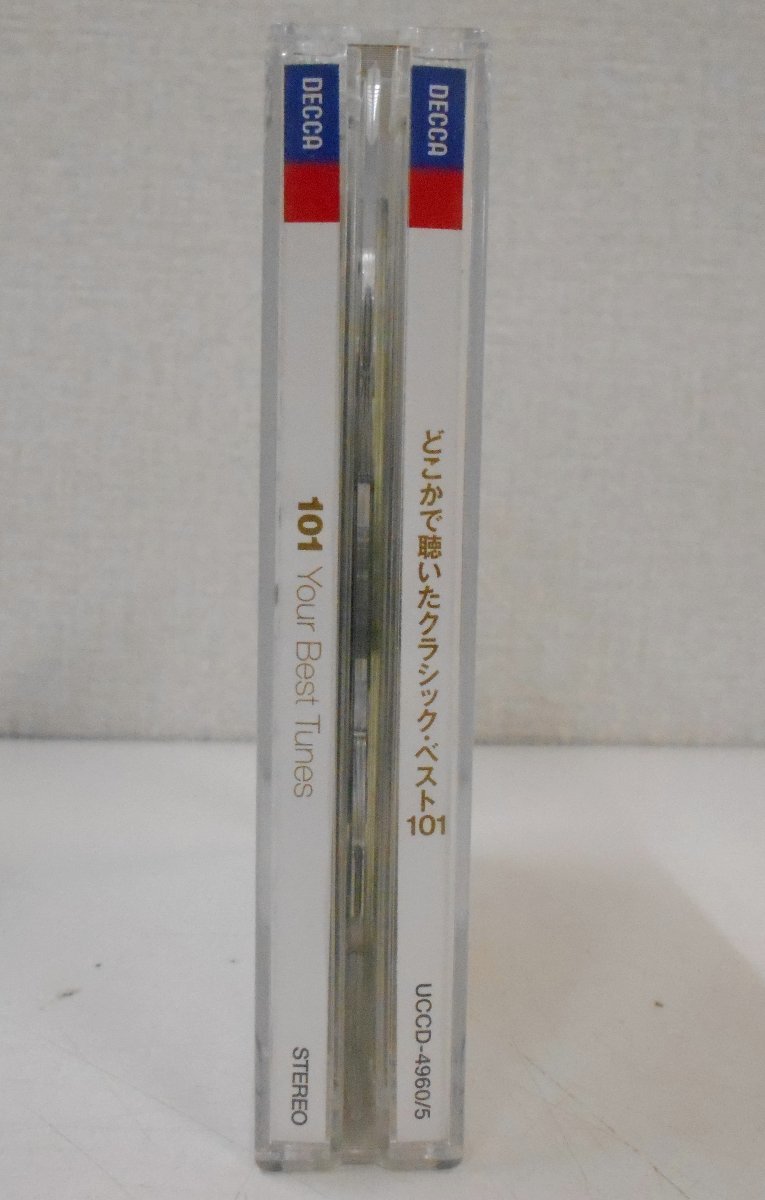 DECCA
101 Your Best Tunes
STEREO
DECCA
どこかで聴いたクラシック・ベスト101
UCCD-4960/5